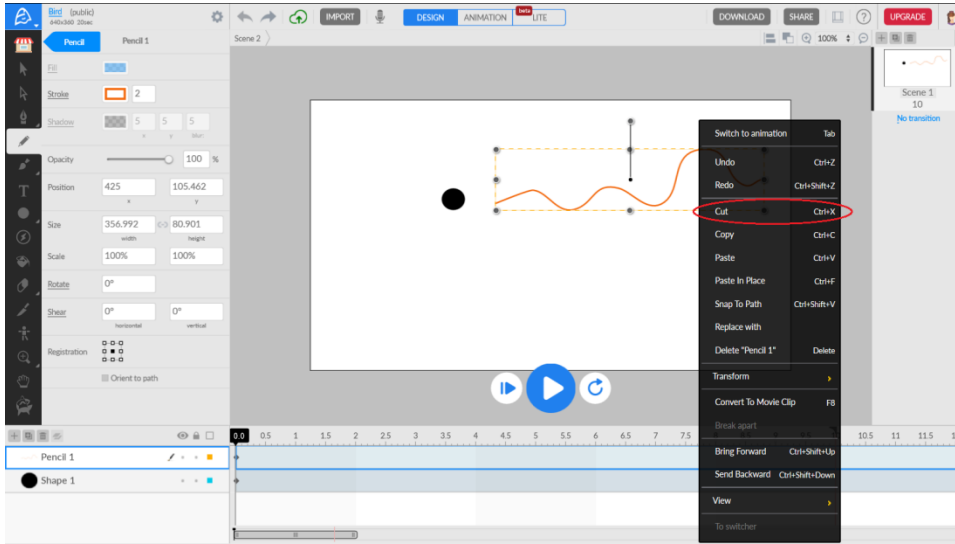 Bird (public)
640x360 20sec
IMPORT
DESIGN ANIMATION beta LITE
DOWNLOAD SHARE ? UPGRADE
Pencil Pencil 1
Scene 2
100%
Fill
Stroke 2
Shadow 5 5 5
x y blur
Opacity 100 %
Position 425 105.462
x y
Size 356.992 80.901
width height
Scale 100% 100%
Rotate 0°
Shear 0° 0°
horizontal vertical
Registration
Orient to path
Scene 1
10
No transition
Switch to animation Tab
Undo Ctrl+Z
Redo Ctrl+Shift+Z
Cut Ctrl+X
Copy Ctrl+C
Paste Ctrl+V
Paste In Place Ctrl+F
Snap To Path Ctrl+Shift+V
Replace with
Delete "Pencil 1" Delete
Transform
Convert To Movie Clip F8
Break apart
Bring Forward Ctrl+Shift+Up
Send Backward Ctrl+Shift+Down
View
To switcher
0.0 0.5 1 1.5 2 2.5 3 3.5 4 4.5 5 5.5 6 6.5 7 7.5 10.5 11 11.5
Pencil 1
Shape 1